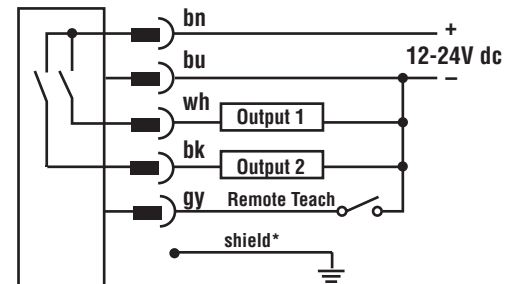 bn
+
12-24V dc
bu
–
wh
Output 1
bk
Output 2
gy
Remote Teach
shield*